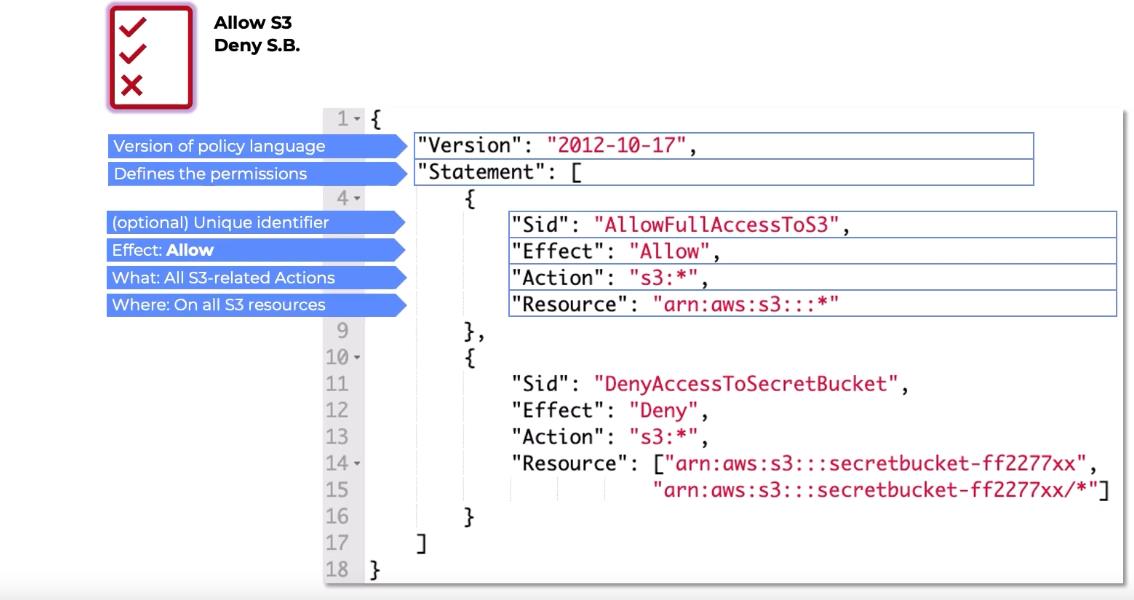 Allow S3
Deny S.B.
1 {
Version of policy language "Version": "2012-10-17",
Defines the permissions "Statement": [
4 {
(optional) Unique identifier "Sid": "AllowFullAccessToS3",
Effect: Allow "Effect": "Allow",
What: All S3-related Actions "Action": "s3:*",
Where: On all S3 resources "Resource": "arn:aws:s3:::*"
9 },
10 {
11 "Sid": "DenyAccessToSecretBucket",
12 "Effect": "Deny",
13 "Action": "s3:*",
14 "Resource": ["arn:aws:s3:::secretbucket-ff2277xx",
15 "arn:aws:s3:::secretbucket-ff2277xx/*"]
16 }
17 ]
18 }